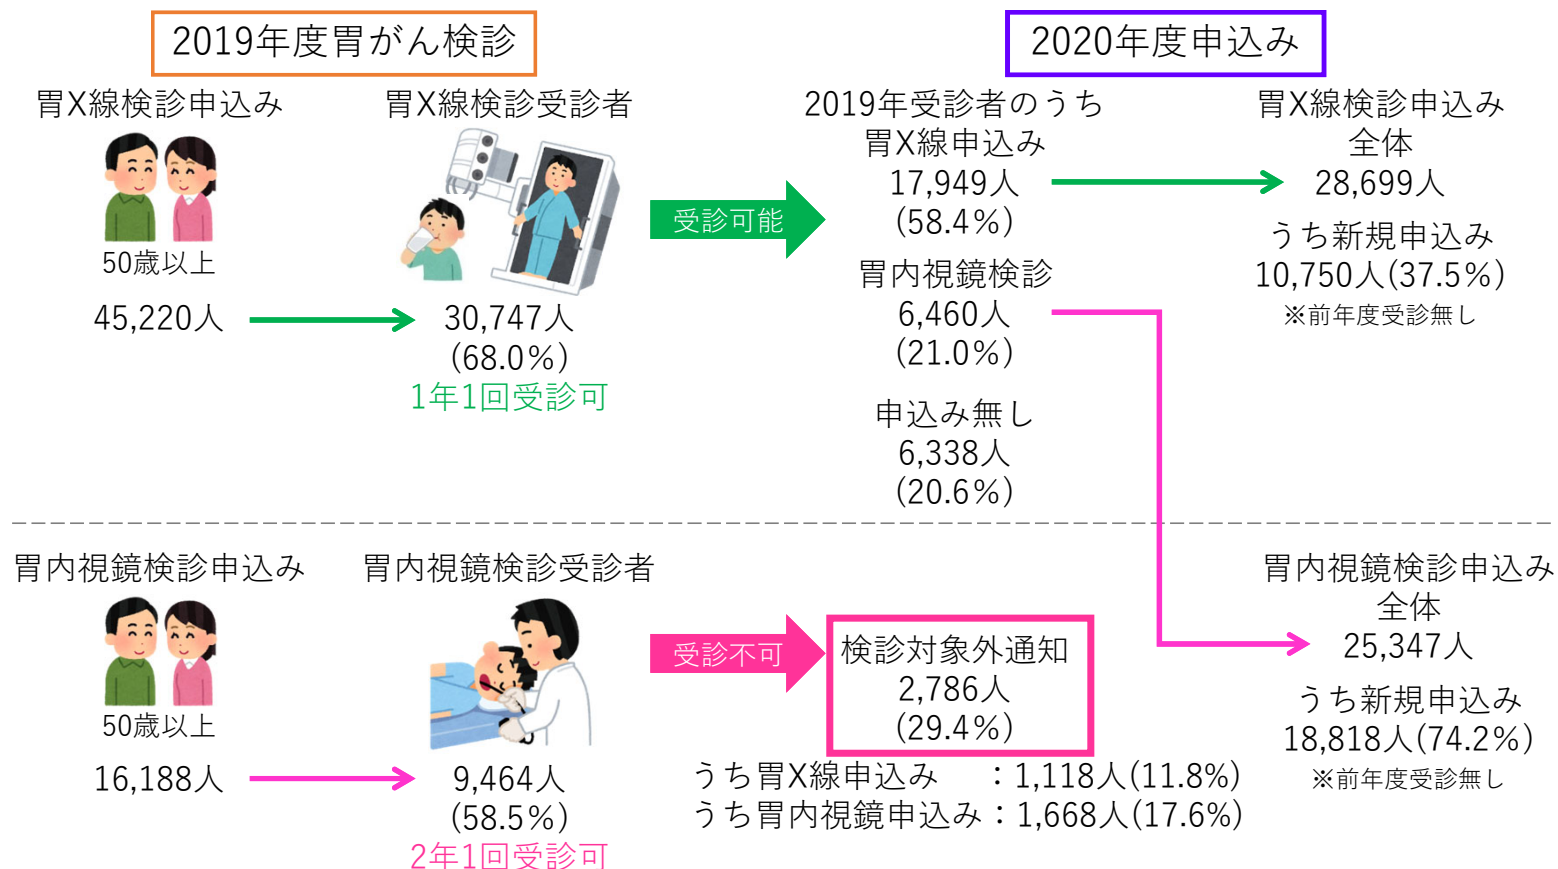 2019年度胃がん検診
2020年度申込み
胃X線検診申込み
50歳以上
45,220人
胃X線検診受診者
30,747人
(68.0%)
1年1回受診可
受診可能
2019年受診者のうち
胃X線申込み
17,949人
(58.4%)
胃内視鏡検診
6,460人
(21.0%)
申込み無し
6,338人
(20.6%)
胃X線検診申込み
全体
28,699人
うち新規申込み
10,750人(37.5%)
※前年度受診無し
胃内視鏡検診申込み
50歳以上
16,188人
胃内視鏡検診受診者
9,464人
(58.5%)
2年1回受診可
受診不可
検診対象外通知
2,786人
(29.4%)
うち胃X線申込み　：1,118人(11.8%)
うち胃内視鏡申込み：1,668人(17.6%)
胃内視鏡検診申込み
全体
25,347人
うち新規申込み
18,818人(74.2%)
※前年度受診無し